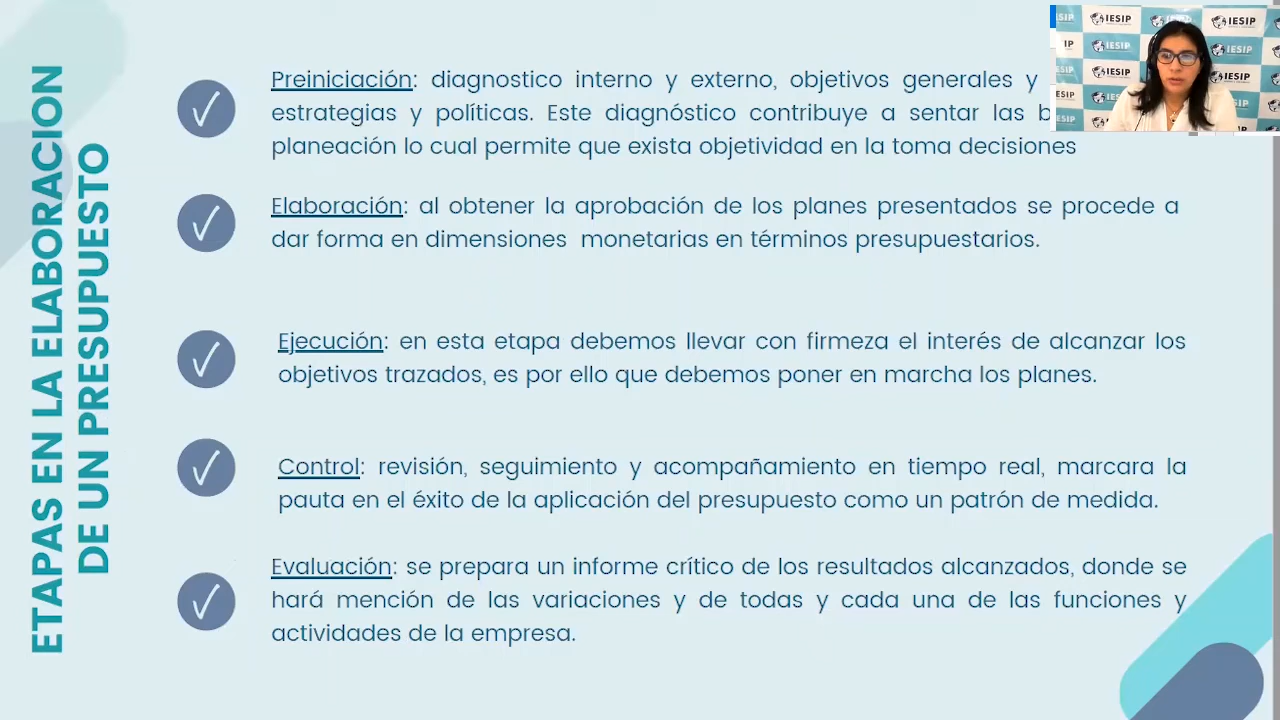 ETAPAS EN LA ELABORACION
DE UN PRESUPUESTO
Preiniciación: diagnostico interno y externo, objetivos generales y
estrategias y políticas. Este diagnóstico contribuye a sentar las
planeación lo cual permite que exista objetividad en la toma decisiones
Elaboración: al obtener la aprobación de los planes presentados se procede a
dar forma en dimensiones monetarias en términos presupuestarios.
Ejecución: en esta etapa debemos llevar con firmeza el interés de alcanzar los
objetivos trazados, es por ello que debemos poner en marcha los planes.
Control: revisión, seguimiento y acompañamiento en tiempo real, marcara la
pauta en el éxito de la aplicación del presupuesto como un patrón de medida.
Evaluación: se prepara un informe crítico de los resultados alcanzados, donde se
hará mención de las variaciones y de todas y cada una de las funciones y
actividades de la empresa.
IESIP IESIP
IESIP IESIP
IESIP IESIP
IESIP